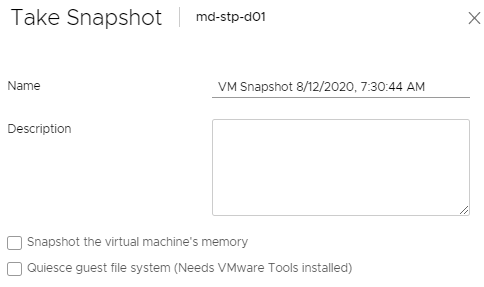 Take Snapshot md-stp-d01
Name VM Snapshot 8/12/2020, 7:30:44 AM
Description
Snapshot the virtual machine's memory
Quiesce guest file system (Needs VMware Tools installed)